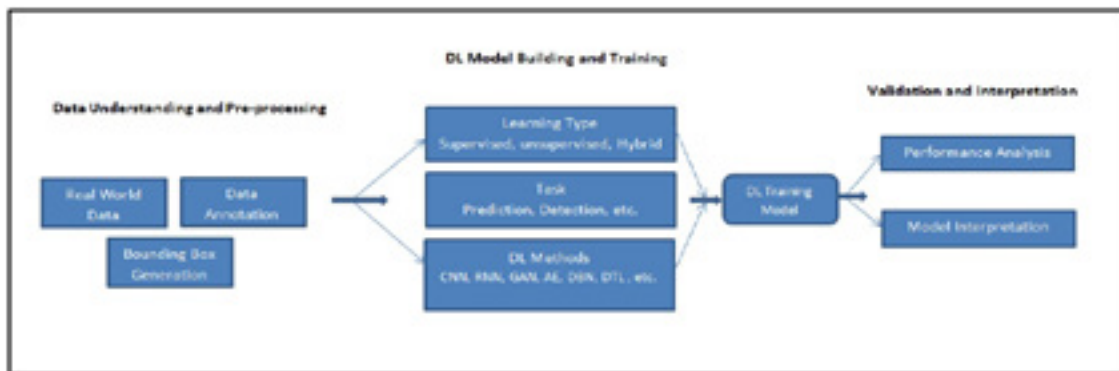 DL Model Building and Training
Data Understanding and Pre-processing
Validation and Interpretation
Real World
Data
Data
Annotation
Bounding Box
Generation
Learning Type
Supervised, unsupervised, Hybrid
Task
Prediction, Detection, etc.
DL Methods
CNN, RNN, GAN, AE, DBN, DTL, etc.
DL Training
Model
Performance Analysis
Model Interpretation